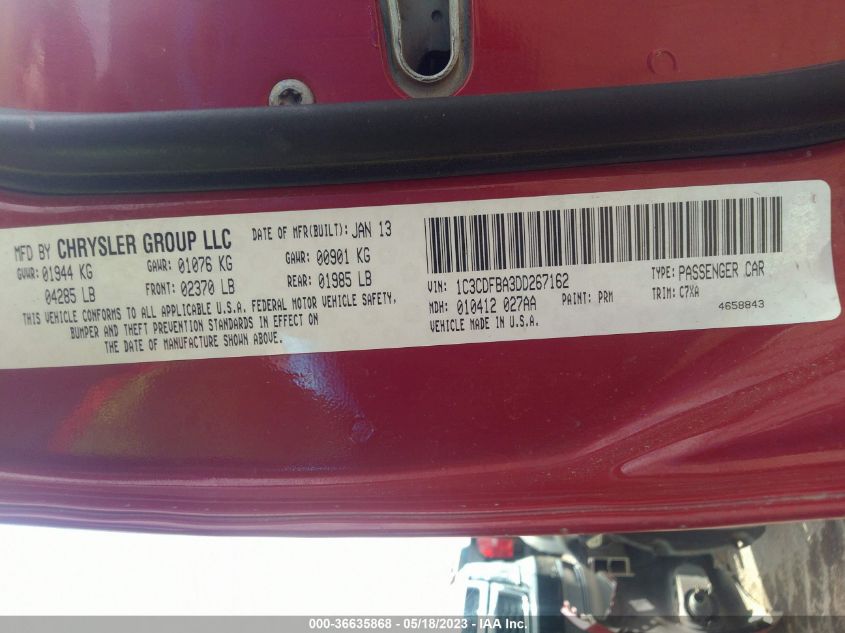 MFD BY CHRYSLER GROUP LLC DATE OF MFR(BUILT): JAN 13
GVWR: 01944 KG GAWR: 01076 KG GAWR: 00901 KG
04285 LB FRONT: 02370 LB REAR: 01985 LB
THIS VEHICLE CONFORMS TO ALL APPLICABLE U.S.A. FEDERAL MOTOR VEHICLE SAFETY,
BUMPER AND THEFT PREVENTION STANDARDS IN EFFECT ON
THE DATE OF MANUFACTURE SHOWN ABOVE.
VIN: 1C3CDFBA3DD267162 TYPE: PASSENGER CAR
MDH: 010412 027AA PAINT: PRM TRIM: C7XA
VEHICLE MADE IN U.S.A. 4658843
000-36635868 - 05/18/2023 - IAA Inc.